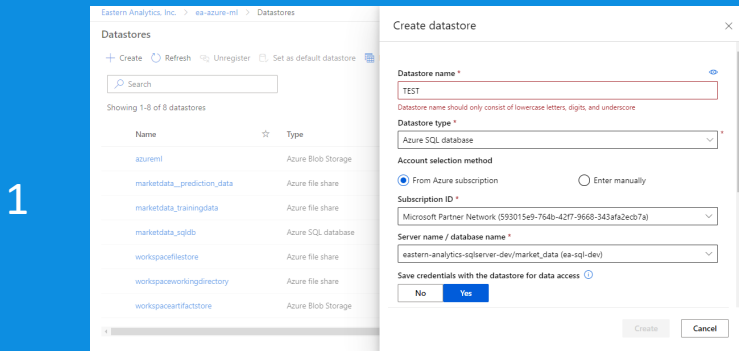 1
Eastern Analytics, Inc. > ea-azure-ml > Datastores
Datastores
Create Refresh Unregister Set as default datastore
Search
Showing 1-8 of 8 datastores
Name Type
azureml Azure Blob Storage
marketdata__prediction_data Azure file share
marketdata_trainingdata Azure file share
marketdata_sqldb Azure SQL database
workspacefilestore Azure file share
workspaceworkingdirectory Azure file share
workspaceartifactstore Azure Blob Storage
Create datastore
Datastore name *
TEST
Datastore name should only consist of lowercase letters, digits, and underscore
Datastore type *
Azure SQL database *
Account selection method
From Azure subscription Enter manually
Subscription ID *
Microsoft Partner Network (593015e9-764b-42f7-9668-343afa2ecb7a)
Server name / database name *
eastern-analytics-sqlserver-dev/market_data (ea-sql-dev)
Save credentials with the datastore for data access
No Yes
Create Cancel